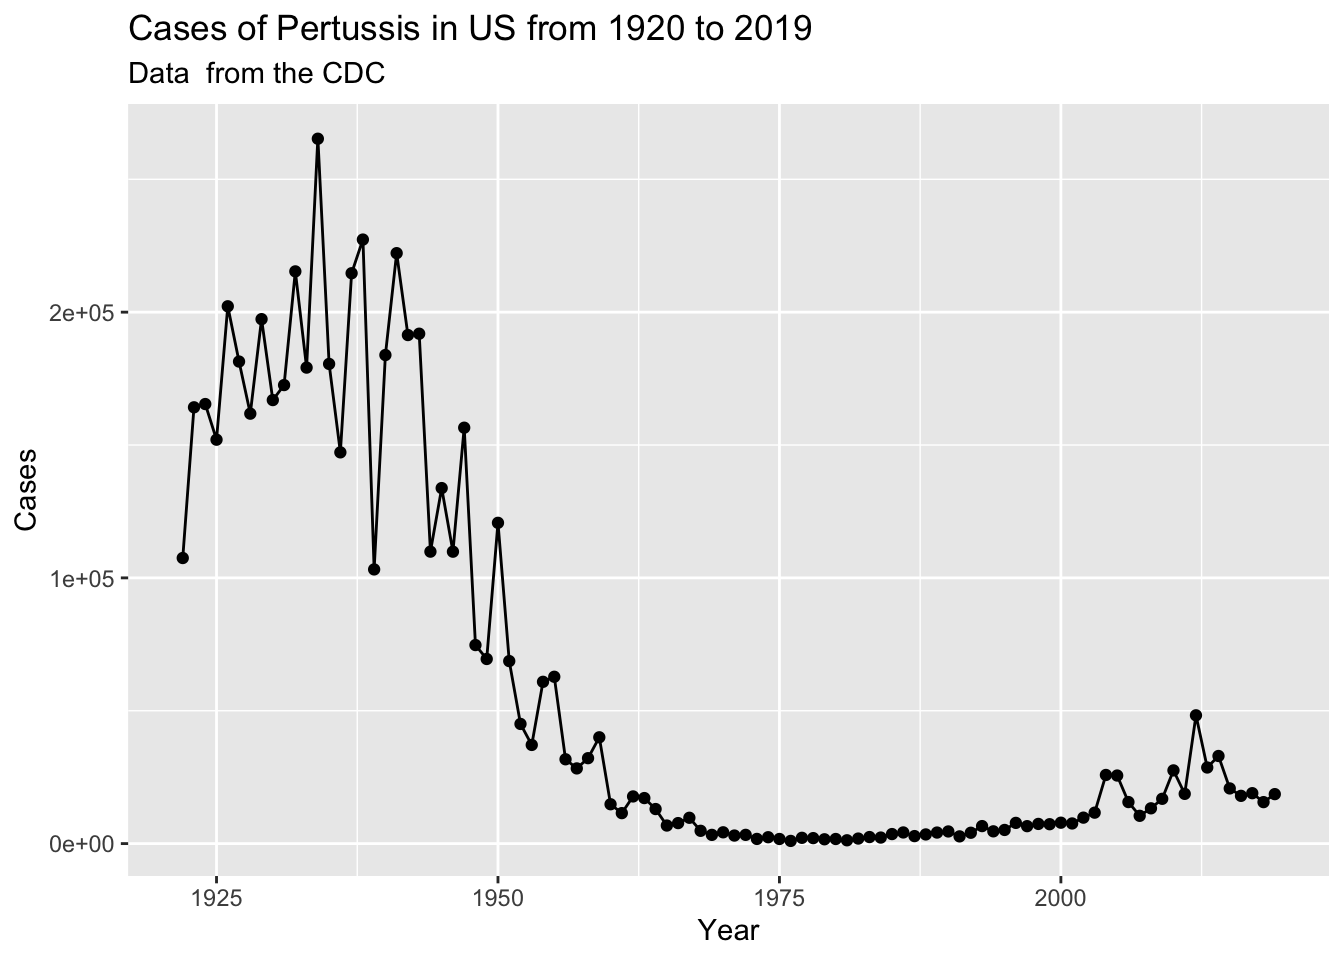 Cases of Pertussis in US from 1920 to 2019
Data  from the CDC
Cases
2e+05
1e+05
0e+00
1925 1950 1975 2000
Year